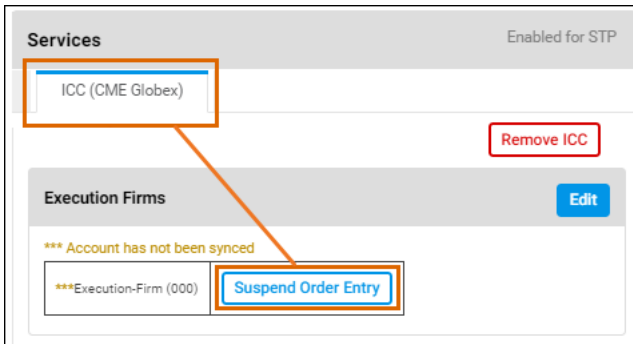 Services
Enabled for STP
ICC (CME Globex)
Remove ICC
Execution Firms
Edit
*** Account has not been synced
***Execution-Firm (000)
Suspend Order Entry